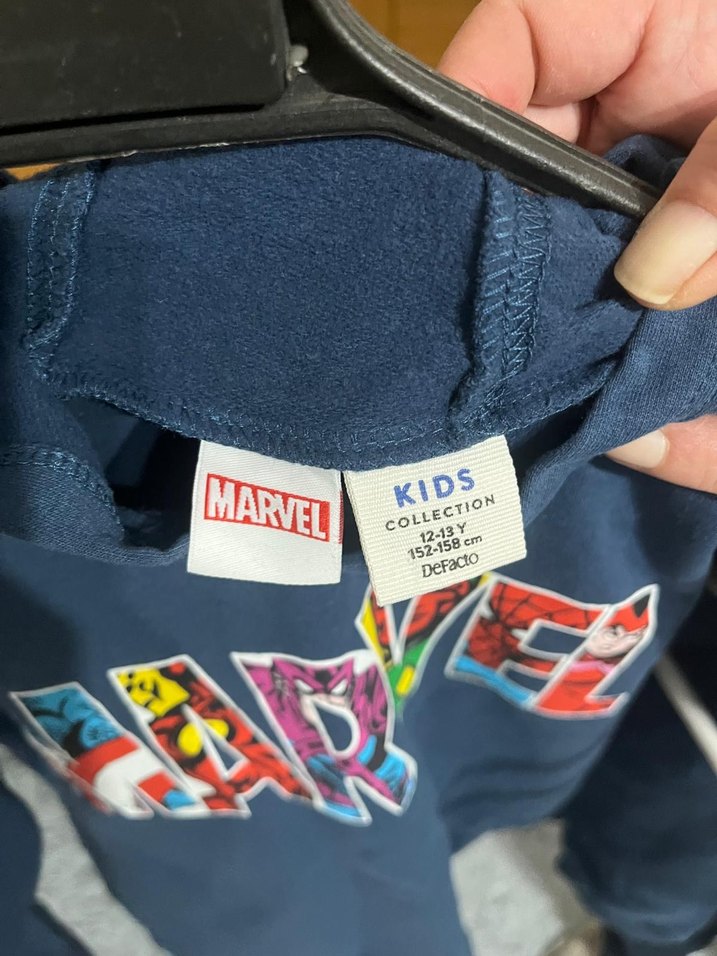 MARVEL
KIDS
COLLECTION
12-13 Y
152-158 cm
DeFacto
MARVEL